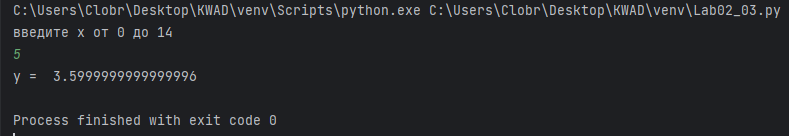 C:\Users\Clobr\Desktop\KWAD\venv\Scripts\python.exe C:\Users\Clobr\Desktop\KWAD\venv\Lab02_03.py
введите x от 0 до 14
5
y =  3.5999999999999996
Process finished with exit code 0